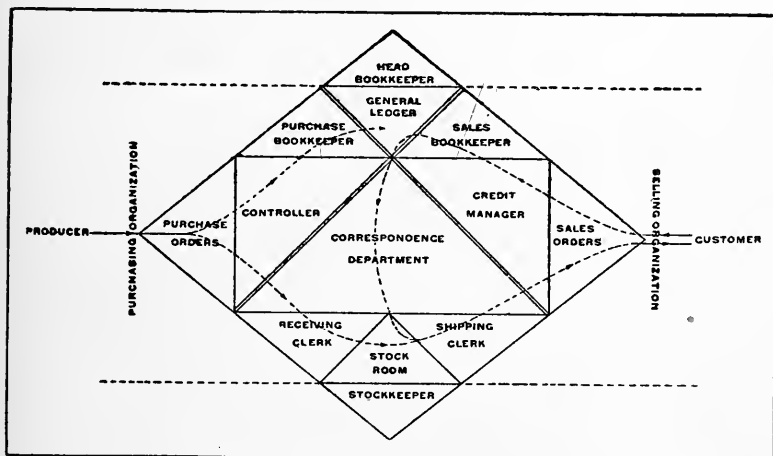 HEAD
BOOKKEEPER
GENERAL
LEDGER
PURCHASE
BOOKKEEPER
SALES
BOOKKEEPER
PRODUCER
PURCHASING ORGANIZATION
PURCHASE
ORDERS
CONTROLLER
CREDIT
MANAGER
CORRESPONDENCE
DEPARTMENT
SALES
ORDERS
SELLING ORGANIZATION
CUSTOMER
RECEIVING
CLERK
SHIPPING
CLERK
STOCK
ROOM
STOCKKEEPER